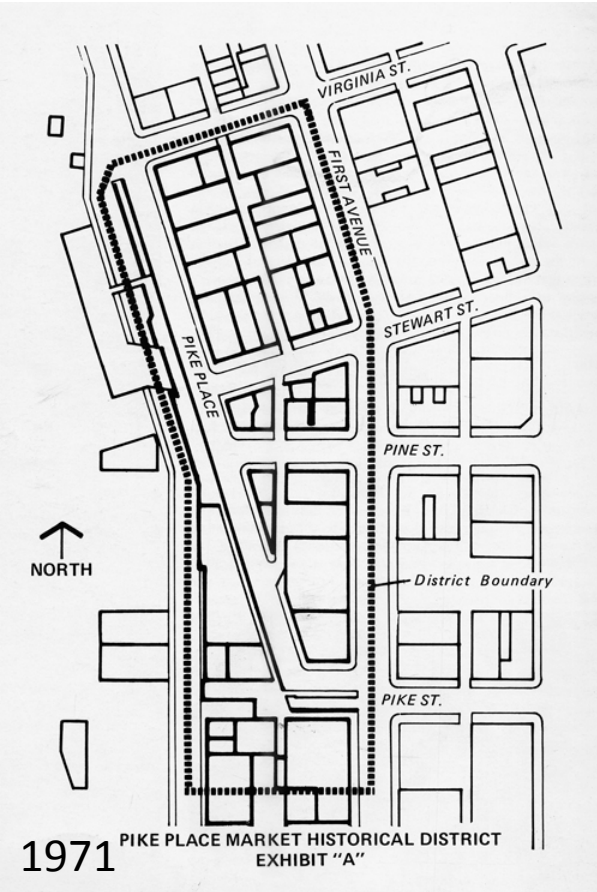 VIRGINIA ST.
FIRST AVENUE
STEWART ST.
PIKE PLACE
PINE ST.
NORTH
District Boundary
PIKE ST.
PIKE PLACE MARKET HISTORICAL DISTRICT
EXHIBIT "A"
1971